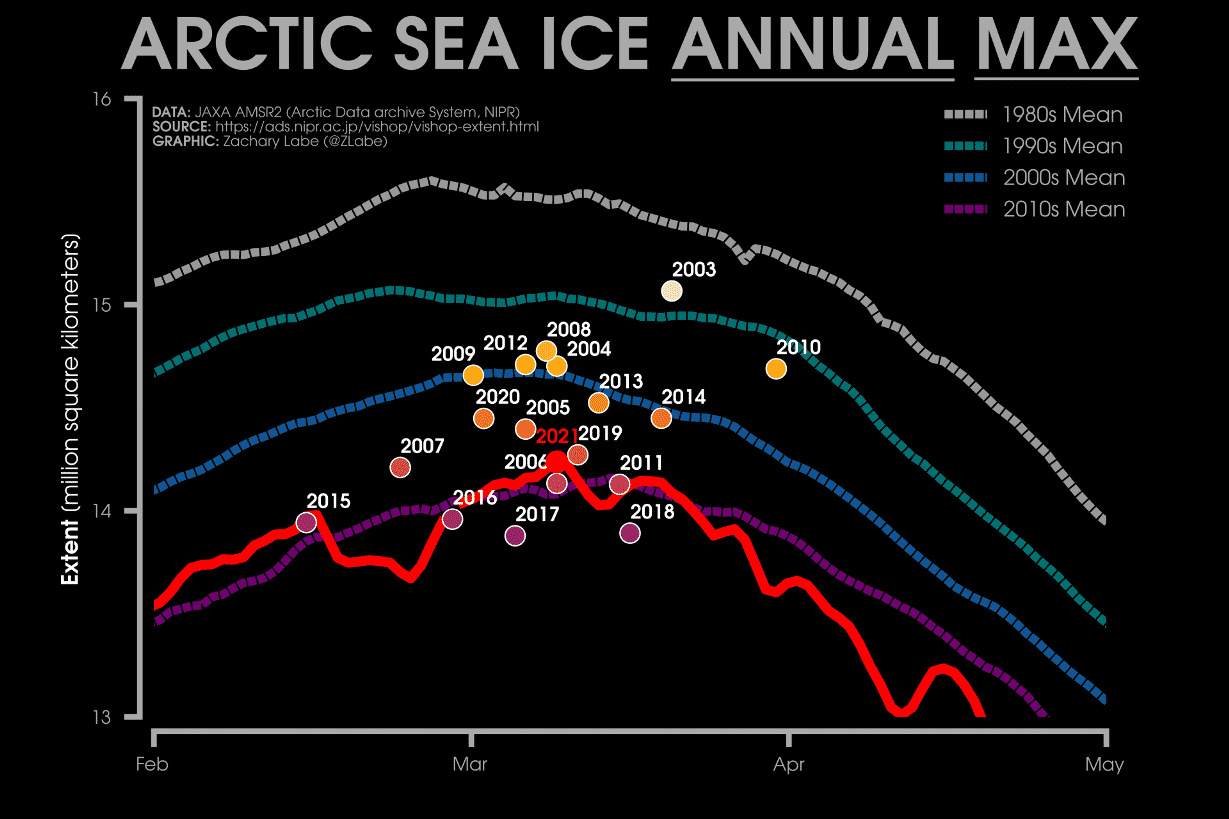 ARCTIC SEA ICE ANNUAL MAX
16
DATA: JAXA AMSR2 (Arctic Data archive System, NIPR)
SOURCE: https://ads.nipr.ac.jp/vishop/vishop-extent.html
GRAPHIC: Zachary Labe (@ZLabe)
1980s Mean
1990s Mean
2000s Mean
2010s Mean
Extent (million square kilometers)
2003
15
2008
2012
2004
2010
2009
2013
2020
2005
2014
2021
2019
2007
2006
2011
2015
2016
2017
2018
14
13
Feb
Mar
Apr
May